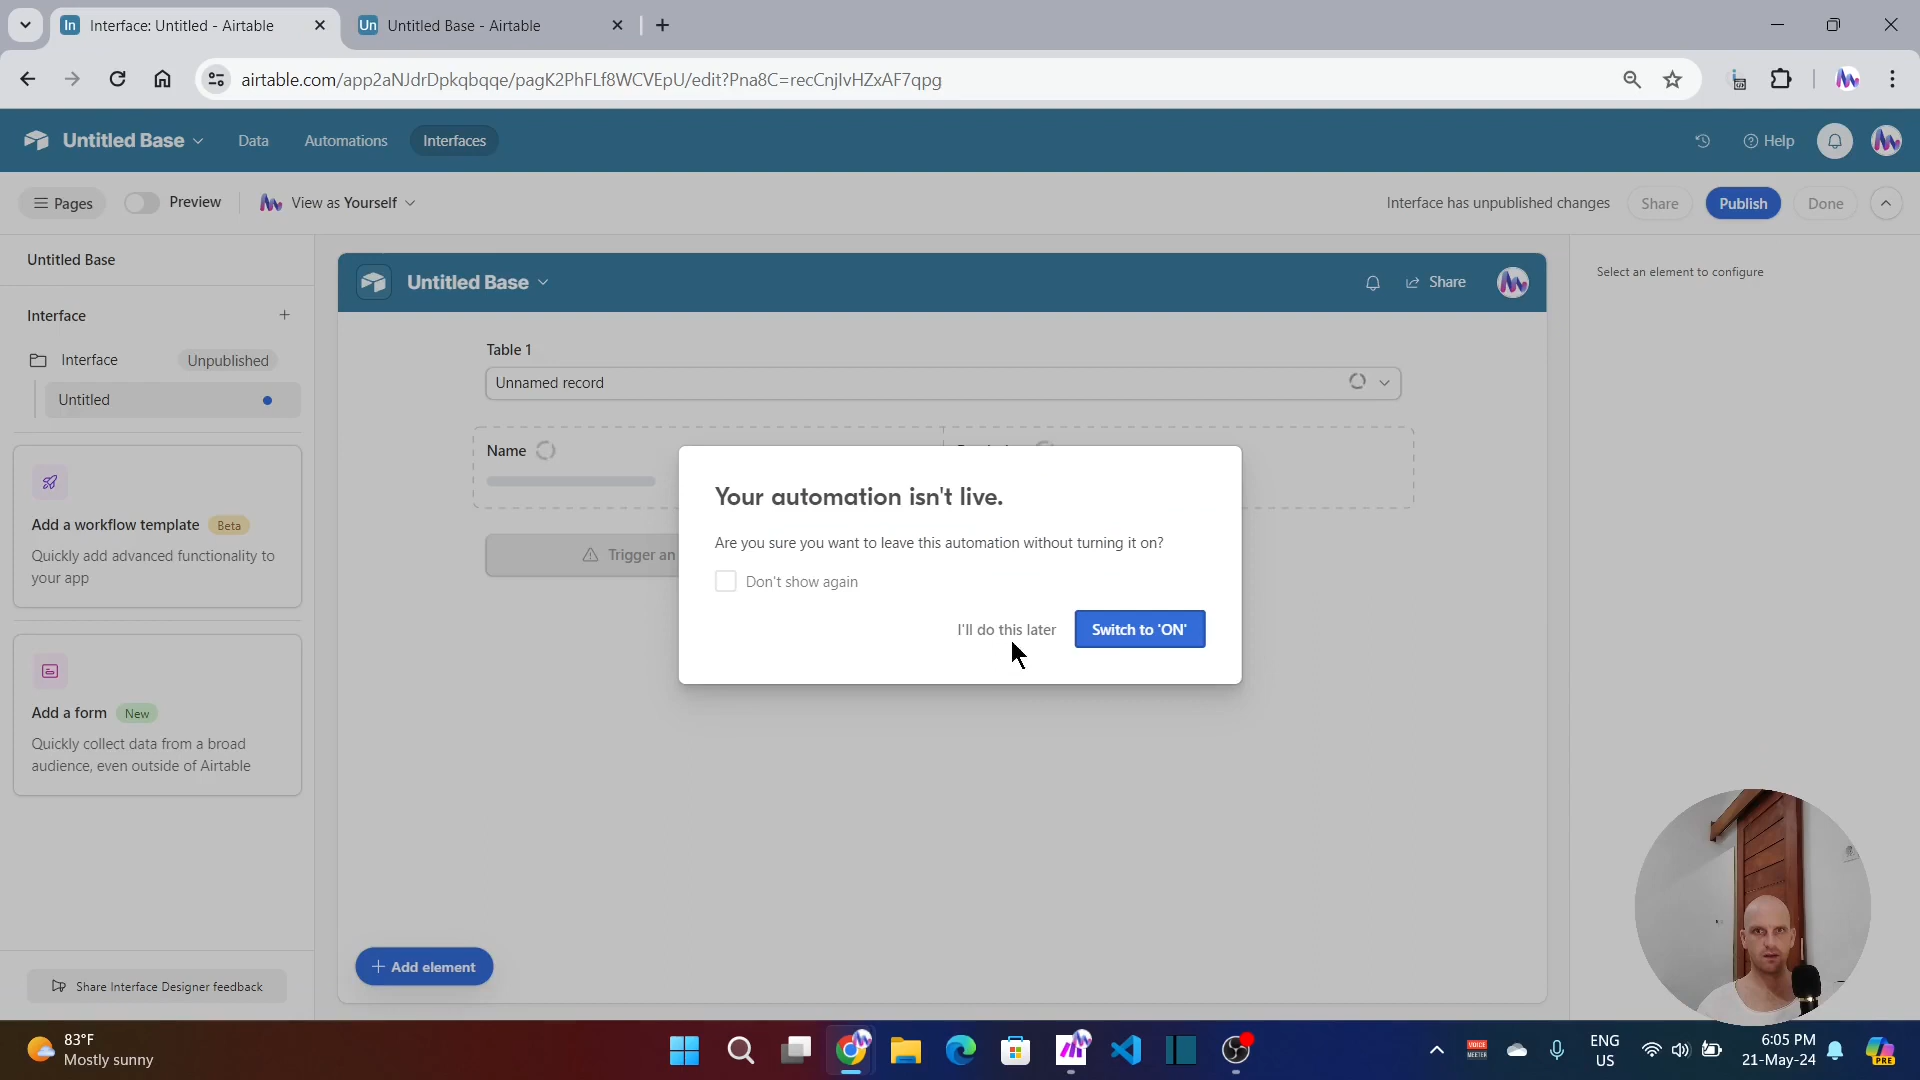 Interface: Untitled - Airtable
Untitled Base - Airtable
airtable.com/app2aNJdrDpkqbqqe/pagK2PhFLf8WCVEpU/edit?Pna8C=recCnjlvHZxAF7qpg
Untitled Base
Data
Automations
Interfaces
Help
Pages
Preview
View as Yourself
Interface has unpublished changes
Share
Publish
Done
Untitled Base
Interface
Interface
Unpublished
Untitled
Add a workflow template Beta
Quickly add advanced functionality to
your app
Add a form New
Quickly collect data from a broad
audience, even outside of Airtable
Share Interface Designer feedback
Untitled Base
Share
Table 1
Unnamed record
Name
Trigger an
Your automation isn't live.
Are you sure you want to leave this automation without turning it on?
Don't show again
I'll do this later
Switch to 'ON'
+ Add element
Select an element to configure
83°F
Mostly sunny
ENG
US
6:05 PM
21-May-24